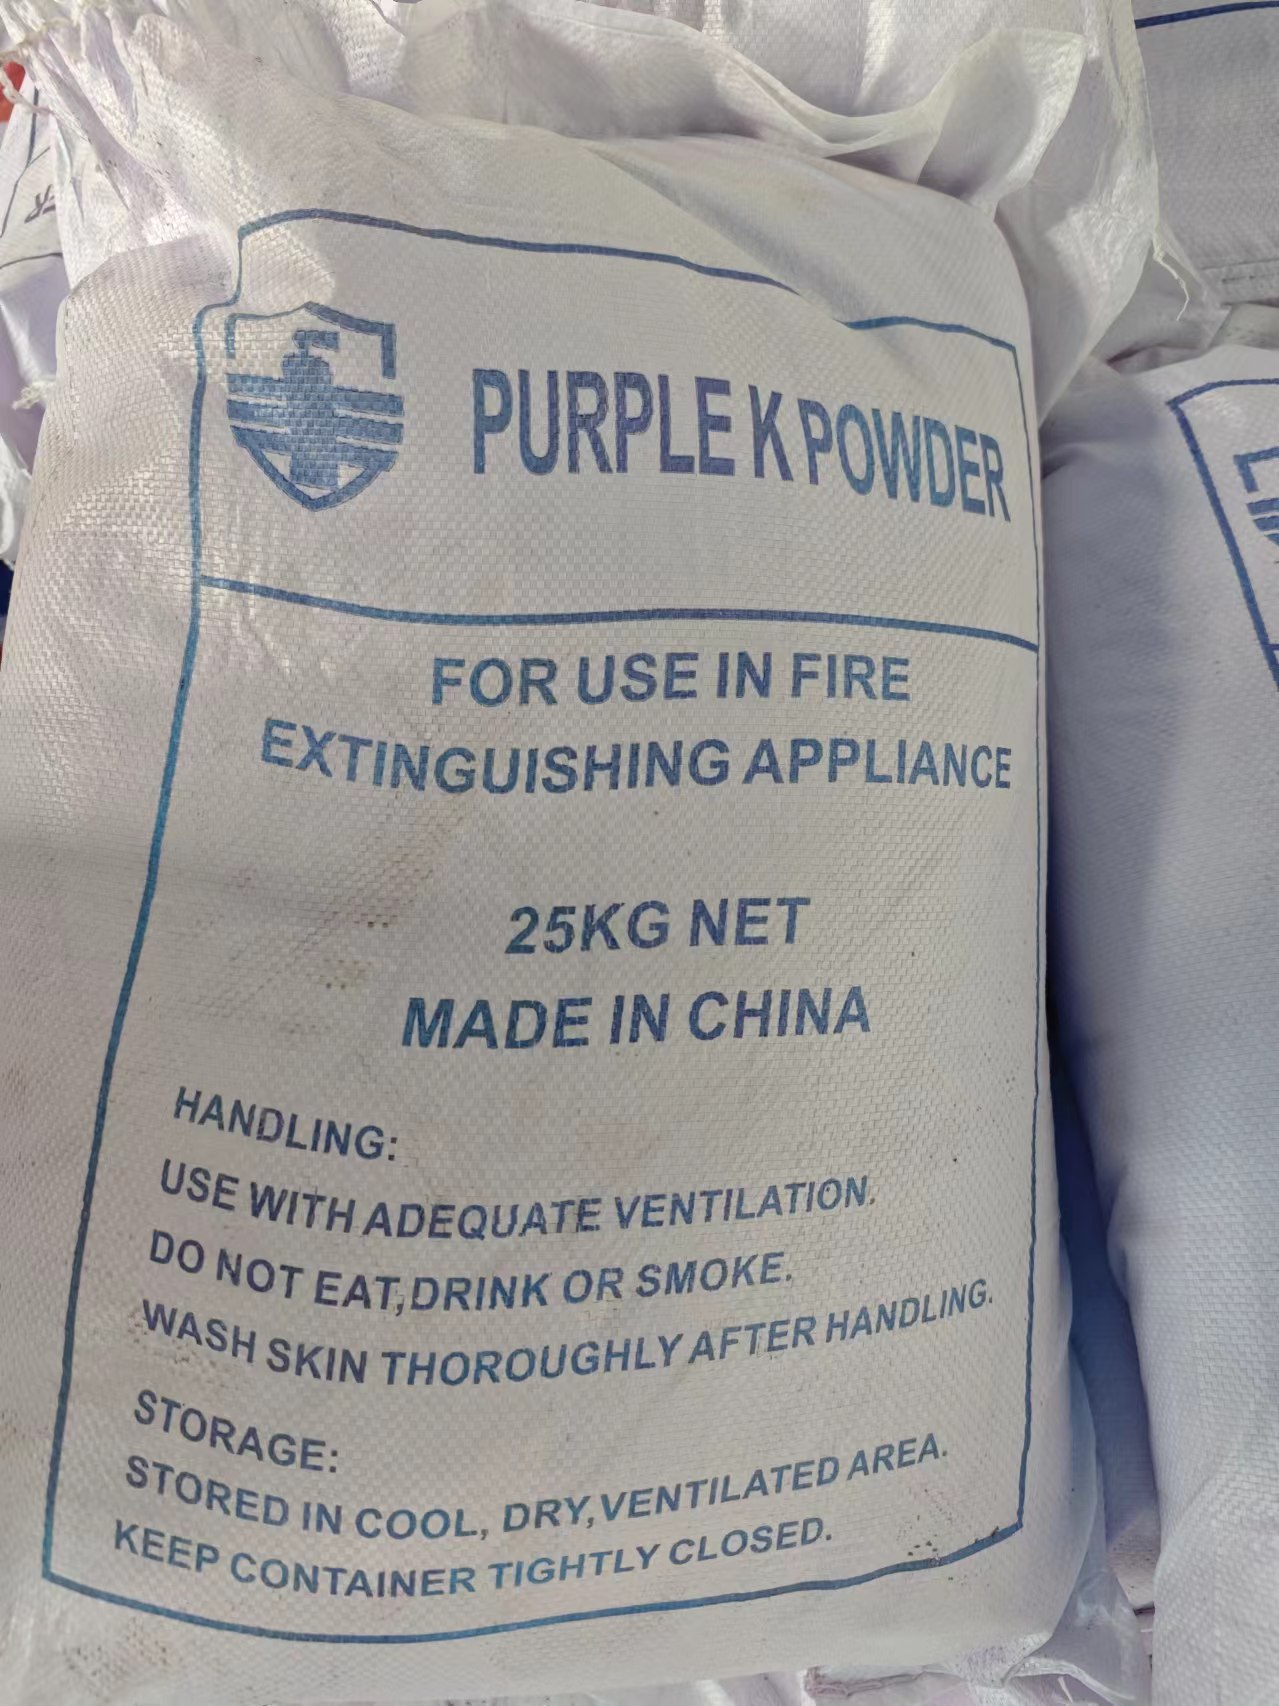 PURPLE K POWDER
FOR USE IN FIRE
EXTINGUISHING APPLIANCE
25KG NET
MADE IN CHINA
HANDLING:
USE WITH ADEQUATE VENTILATION.
DO NOT EAT,DRINK OR SMOKE.
WASH SKIN THOROUGHLY AFTER HANDLING.
STORAGE:
STORED IN COOL, DRY,VENTILATED AREA.
KEEP CONTAINER TIGHTLY CLOSED.